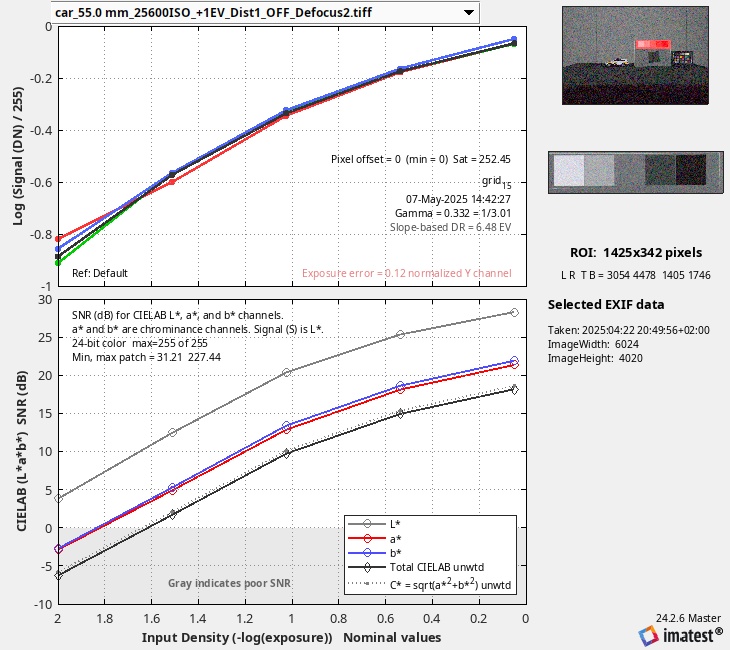 car_55.0 mm_25600ISO_+1EV_Dist1_OFF_Defocus2.tiff
0
-0.2
-0.4
-0.6
-0.8
-1
Log (Signal (DN) / 255)
Pixel offset = 0 (min = 0) Sat = 252.45
grid_15
07-May-2025 14:42:27
Gamma = 0.332 = 1/3.01
Slope-based DR = 6.48 EV
Ref: Default
Exposure error = 0.12 normalized Y channel
ROI: 1425x342 pixels
L R T B = 3054 4478 1405 1746
Selected EXIF data
Taken: 2025:04:22 20:49:56+02:00
ImageWidth: 6024
ImageHeight: 4020
30
25
20
15
10
5
0
-5
-10
CIELAB (L*a*b*) SNR (dB)
SNR (dB) for CIELAB L*, a*, and b* channels.
a* and b* are chrominance channels. Signal (S) is L*.
24-bit color max=255 of 255
Min, max patch = 31.21 227.44
L*
a*
b*
Total CIELAB unwtd
C* = sqrt(a*2+b*2) unwtd
Gray indicates poor SNR
2 1.8 1.6 1.4 1.2 1 0.8 0.6 0.4 0.2 0
Input Density (-log(exposure)) Nominal values
24.2.6 Master
imatest®